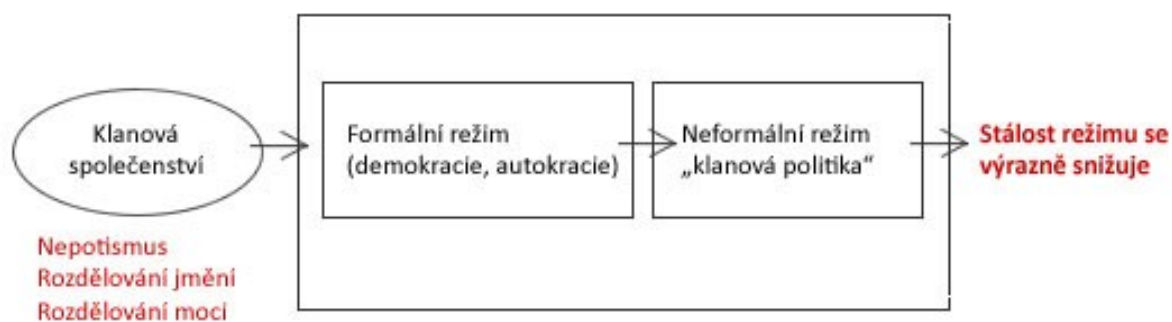 Klanová
společenství
Nepotismus
Rozdělování jmění
Rozdělování moci
Formální režim
(demokracie, autokracie)
Neformální režim
„klanová politika“
Stálost režimu se
výrazně snižuje